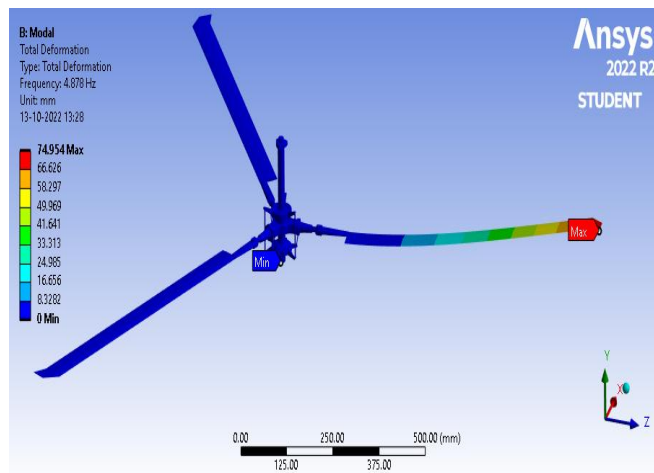 B: Modal
Total Deformation
Type: Total Deformation
Frequency: 4.878 Hz
Unit: mm
13-10-2022 13:28
74.954 Max
66.626
58.297
49.969
41.641
33.313
24.985
16.656
8.3282
0 Min
Ansys
2022 R2
STUDENT
Min
Max
Y
X
Z
0.00 250.00 500.00 (mm)
125.00 375.00